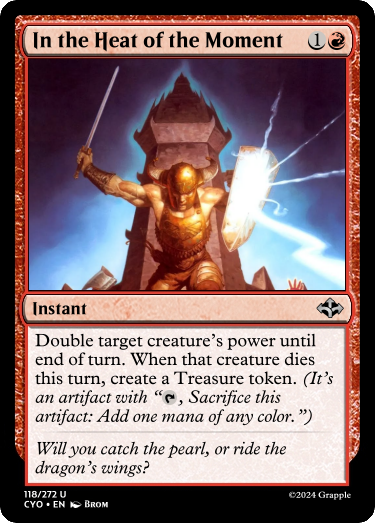 In the Heat of the Moment 1
Instant
Double target creature's power until
end of turn. When that creature dies
this turn, create a Treasure token. (It's
an artifact with “, Sacrifice this
artifact: Add one mana of any color.”)
Will you catch the pearl, or ride the
dragon's wings?
118/272 U
CYO • EN Brom
©2024 Grapple